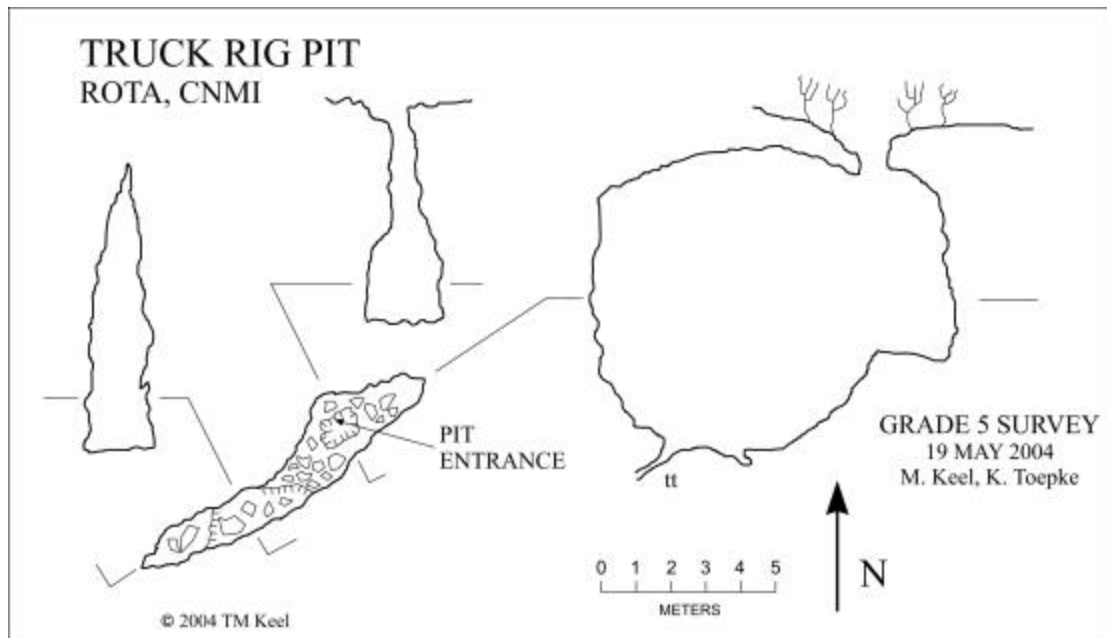 TRUCK RIG PIT
ROTA, CNMI
PIT
ENTRANCE
tt
GRADE 5 SURVEY
19 MAY 2004
M. Keel, K. Toepke
0 1 2 3 4 5
METERS
N
© 2004 TM Keel